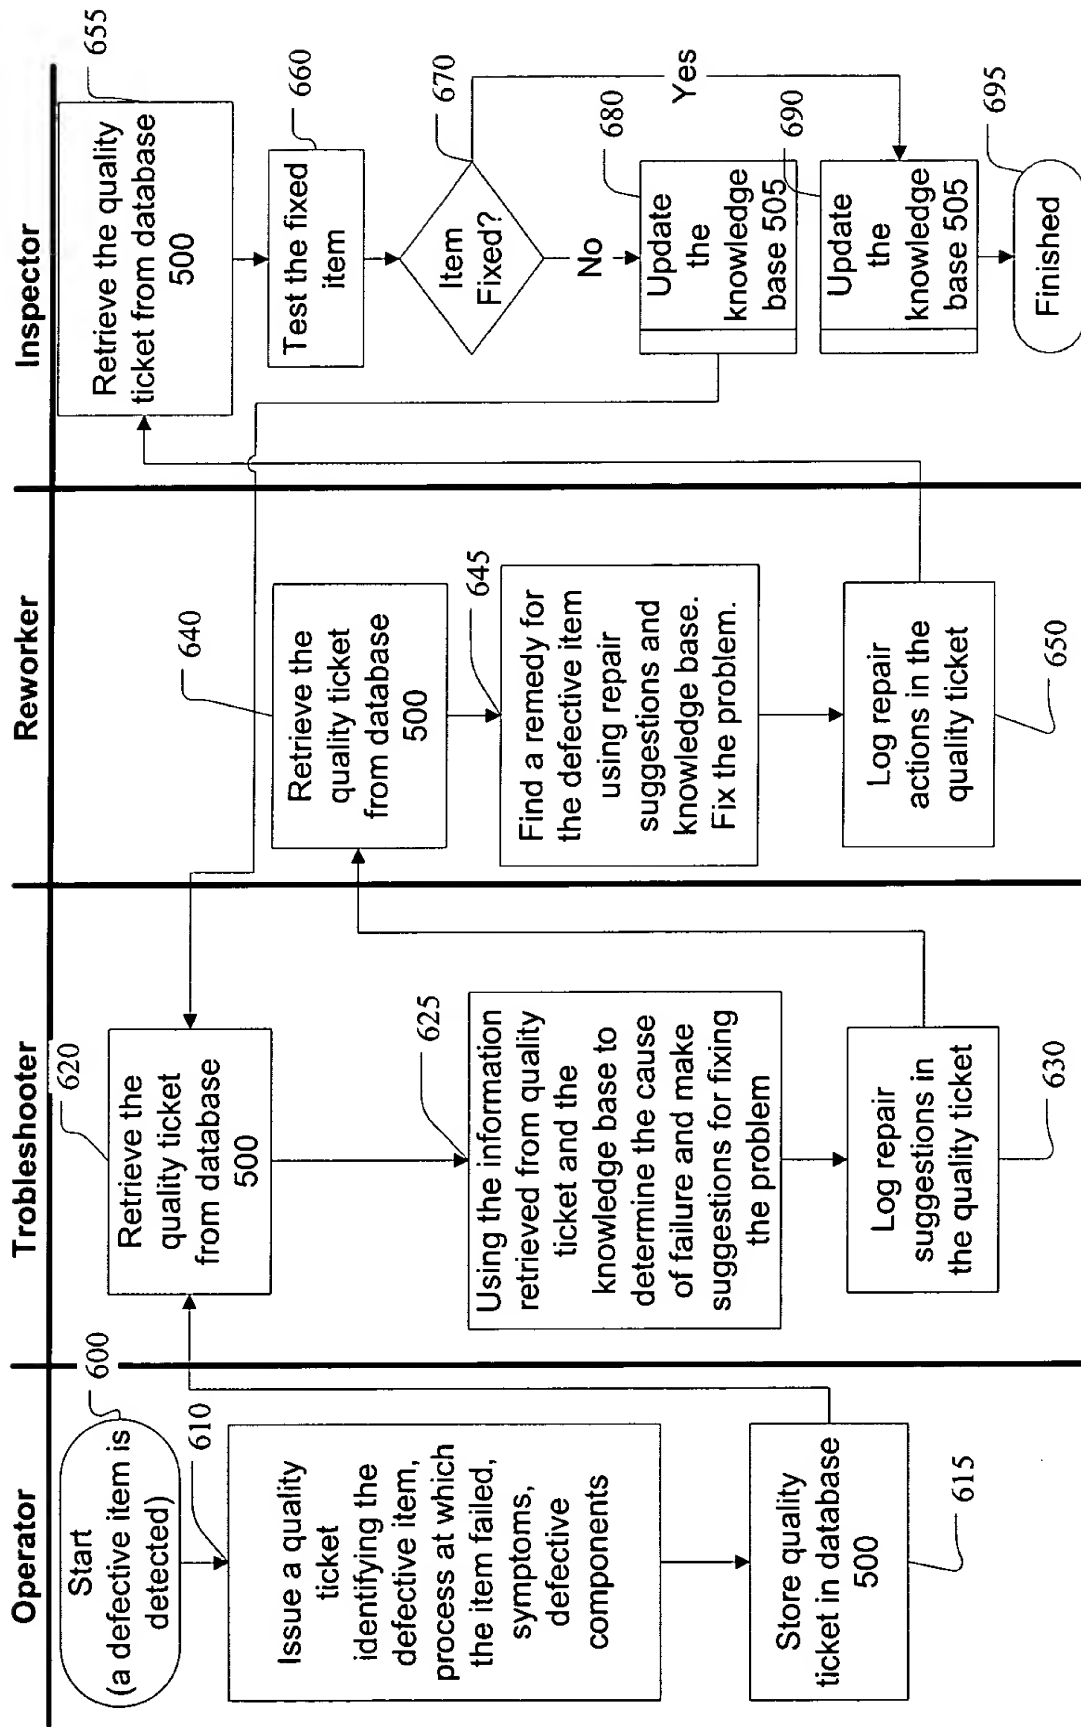 Operator
Trobleshooter
Reworker
Inspector
Start
(a defective item is
detected)
600
610
Issue a quality
ticket
identifying the
defective item,
process at which
the item failed,
symptoms,
defective
components
Store quality
ticket in database
500
615
620
Retrieve the
quality ticket
from database
500
625
Using the information
retrieved from quality
ticket and the
knowledge base to
determine the cause
of failure and make
suggestions for fixing
the problem
Log repair
suggestions in
the quality ticket
630
640
Retrieve the
quality ticket
from database
500
645
Find a remedy for
the defective item
using repair
suggestions and
knowledge base.
Fix the problem.
Log repair
actions in the
quality ticket
650
655
Retrieve the quality
ticket from database
500
660
Test the fixed
item
670
Item
Fixed?
No
Yes
680
Update
the
knowledge
base 505
690
Update
the
knowledge
base 505
695
Finished